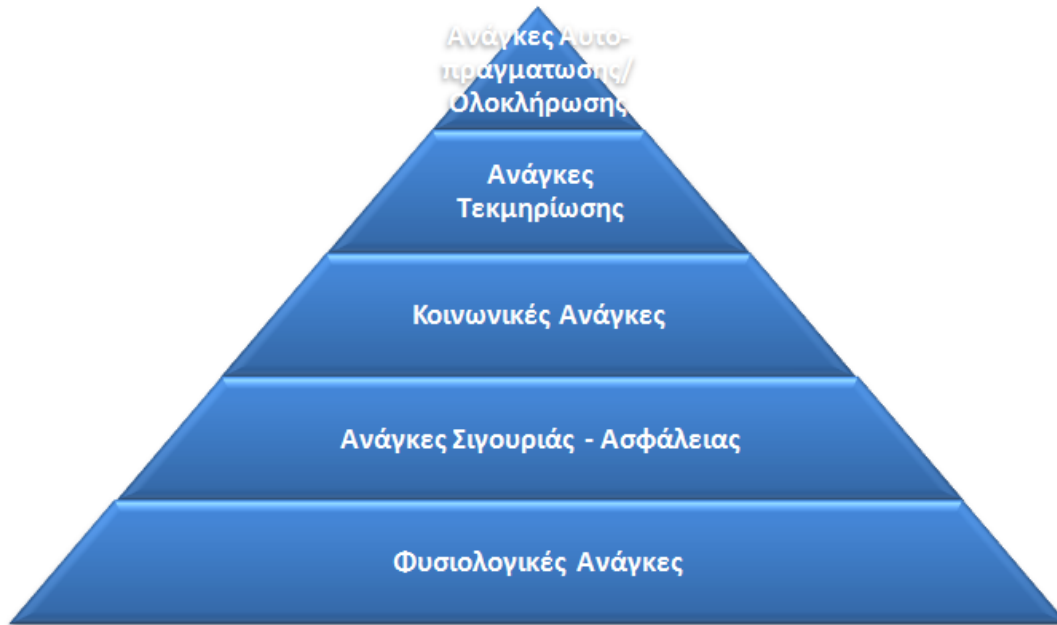 Ανάγκες Αυτο-
πραγματωσης/
Ολοκλήρωσης
Ανάγκες
Τεκμηρίωσης
Κοινωνικές Ανάγκες
Ανάγκες Σιγουριάς - Ασφάλειας
Φυσιολογικές Ανάγκες